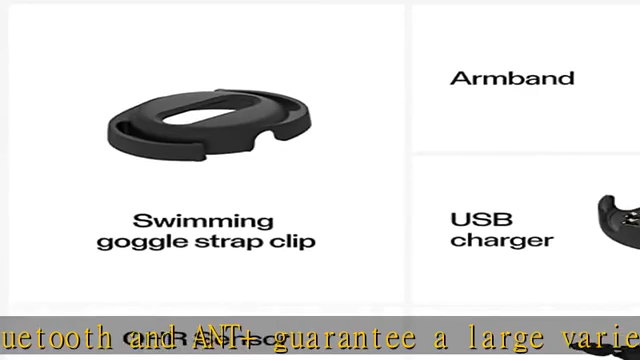 Armband
Swimming
goggle strap clip
USB
charger
uetooth and ANT+ guarantee a large varie